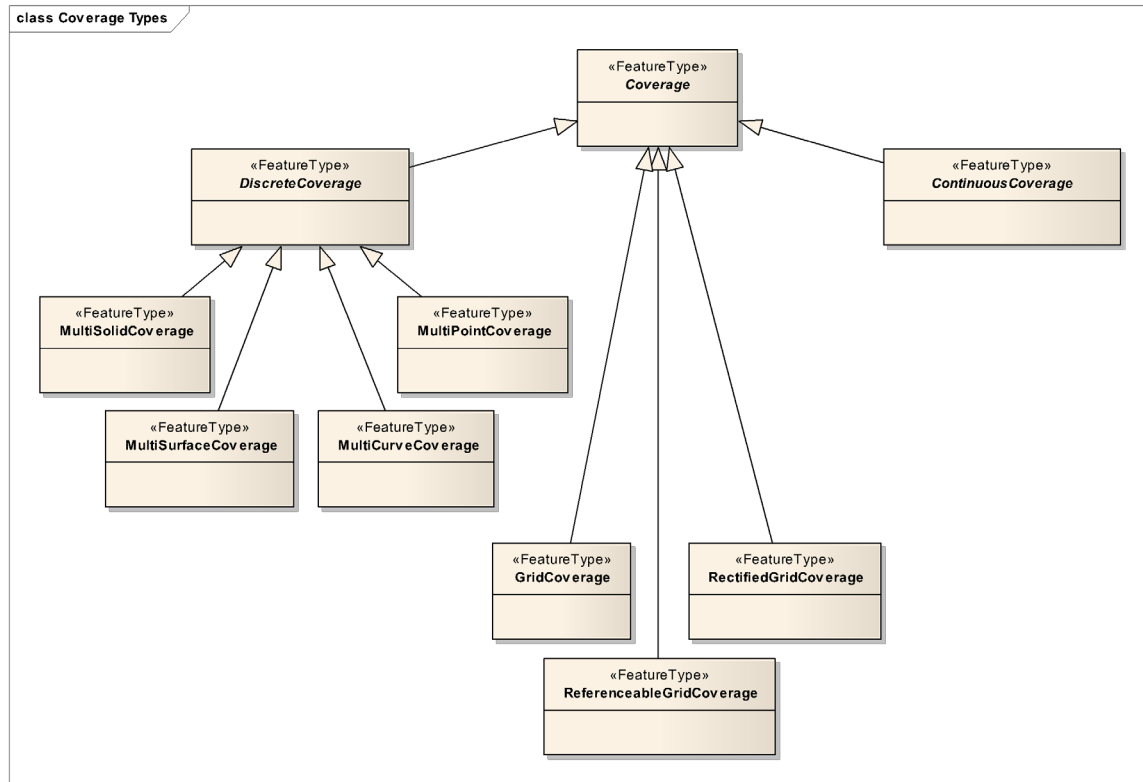 class Coverage Types
«FeatureType»
Coverage
«FeatureType»
DiscreteCoverage
«FeatureType»
ContinuousCoverage
«FeatureType»
MultiSolidCoverage
«FeatureType»
MultiPointCoverage
«FeatureType»
MultiSurfaceCoverage
«FeatureType»
MultiCurveCoverage
«FeatureType»
GridCoverage
«FeatureType»
RectifiedGridCoverage
«FeatureType»
ReferenceableGridCoverage